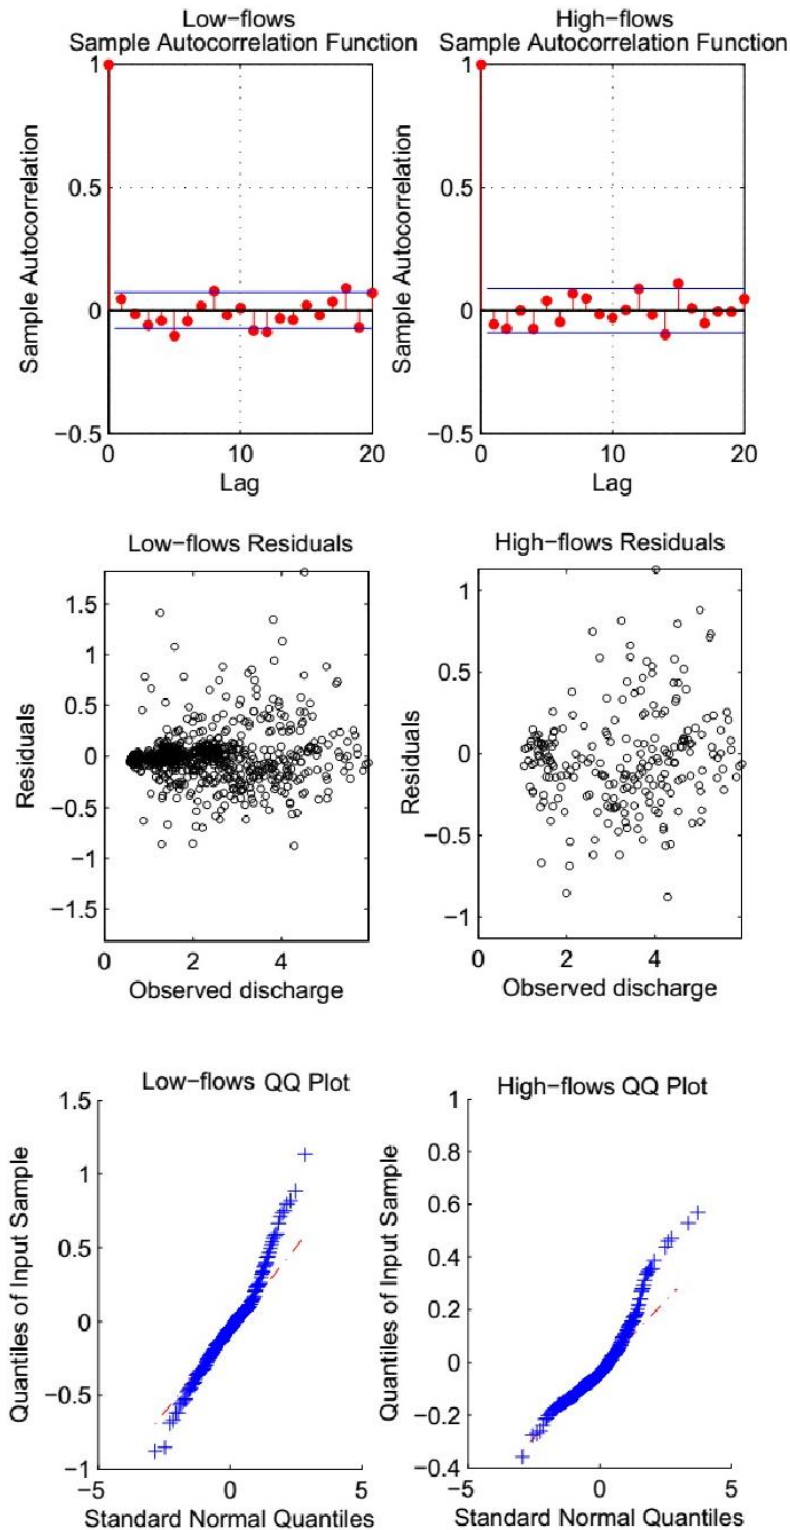 Low−flows
Sample Autocorrelation Function
1
0.5
0
−0.5
0
10
20
Sample Autocorrelation
Lag
High−flows
Sample Autocorrelation Function
1
0.5
0
−0.5
0
10
20
Sample Autocorrelation
Lag
Low−flows Residuals
1.5
1
0.5
0
−0.5
−1
−1.5
0
2
4
Residuals
Observed discharge
High−flows Residuals
1
0.5
0
−0.5
−1
0
2
4
Residuals
Observed discharge
Low−flows QQ Plot
1.5
1
0.5
0
−0.5
−1
−5
0
5
Quantiles of Input Sample
Standard Normal Quantiles
High−flows QQ Plot
1
0.8
0.6
0.4
0.2
0
−0.2
−0.4
−5
0
5
Quantiles of Input Sample
Standard Normal Quantiles